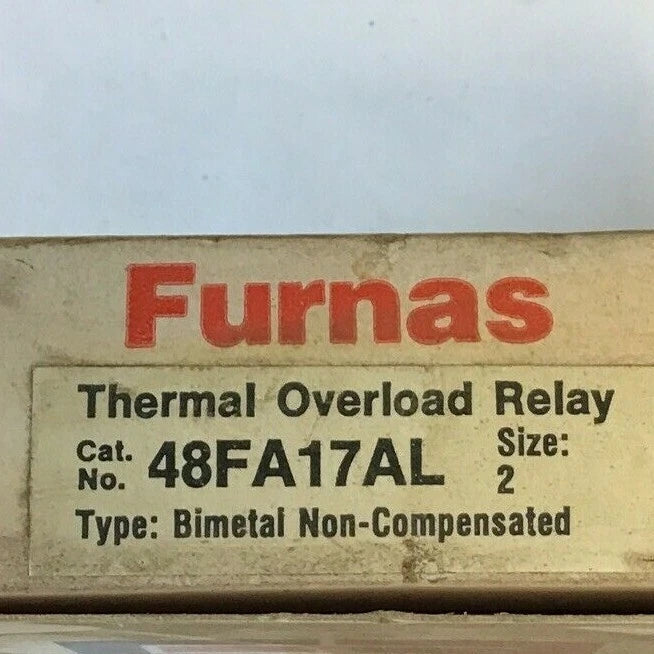 Furnas
Thermal Overload Relay
Cat. No. 48FA17AL Size: 2
Type: Bimetal Non-Compensated